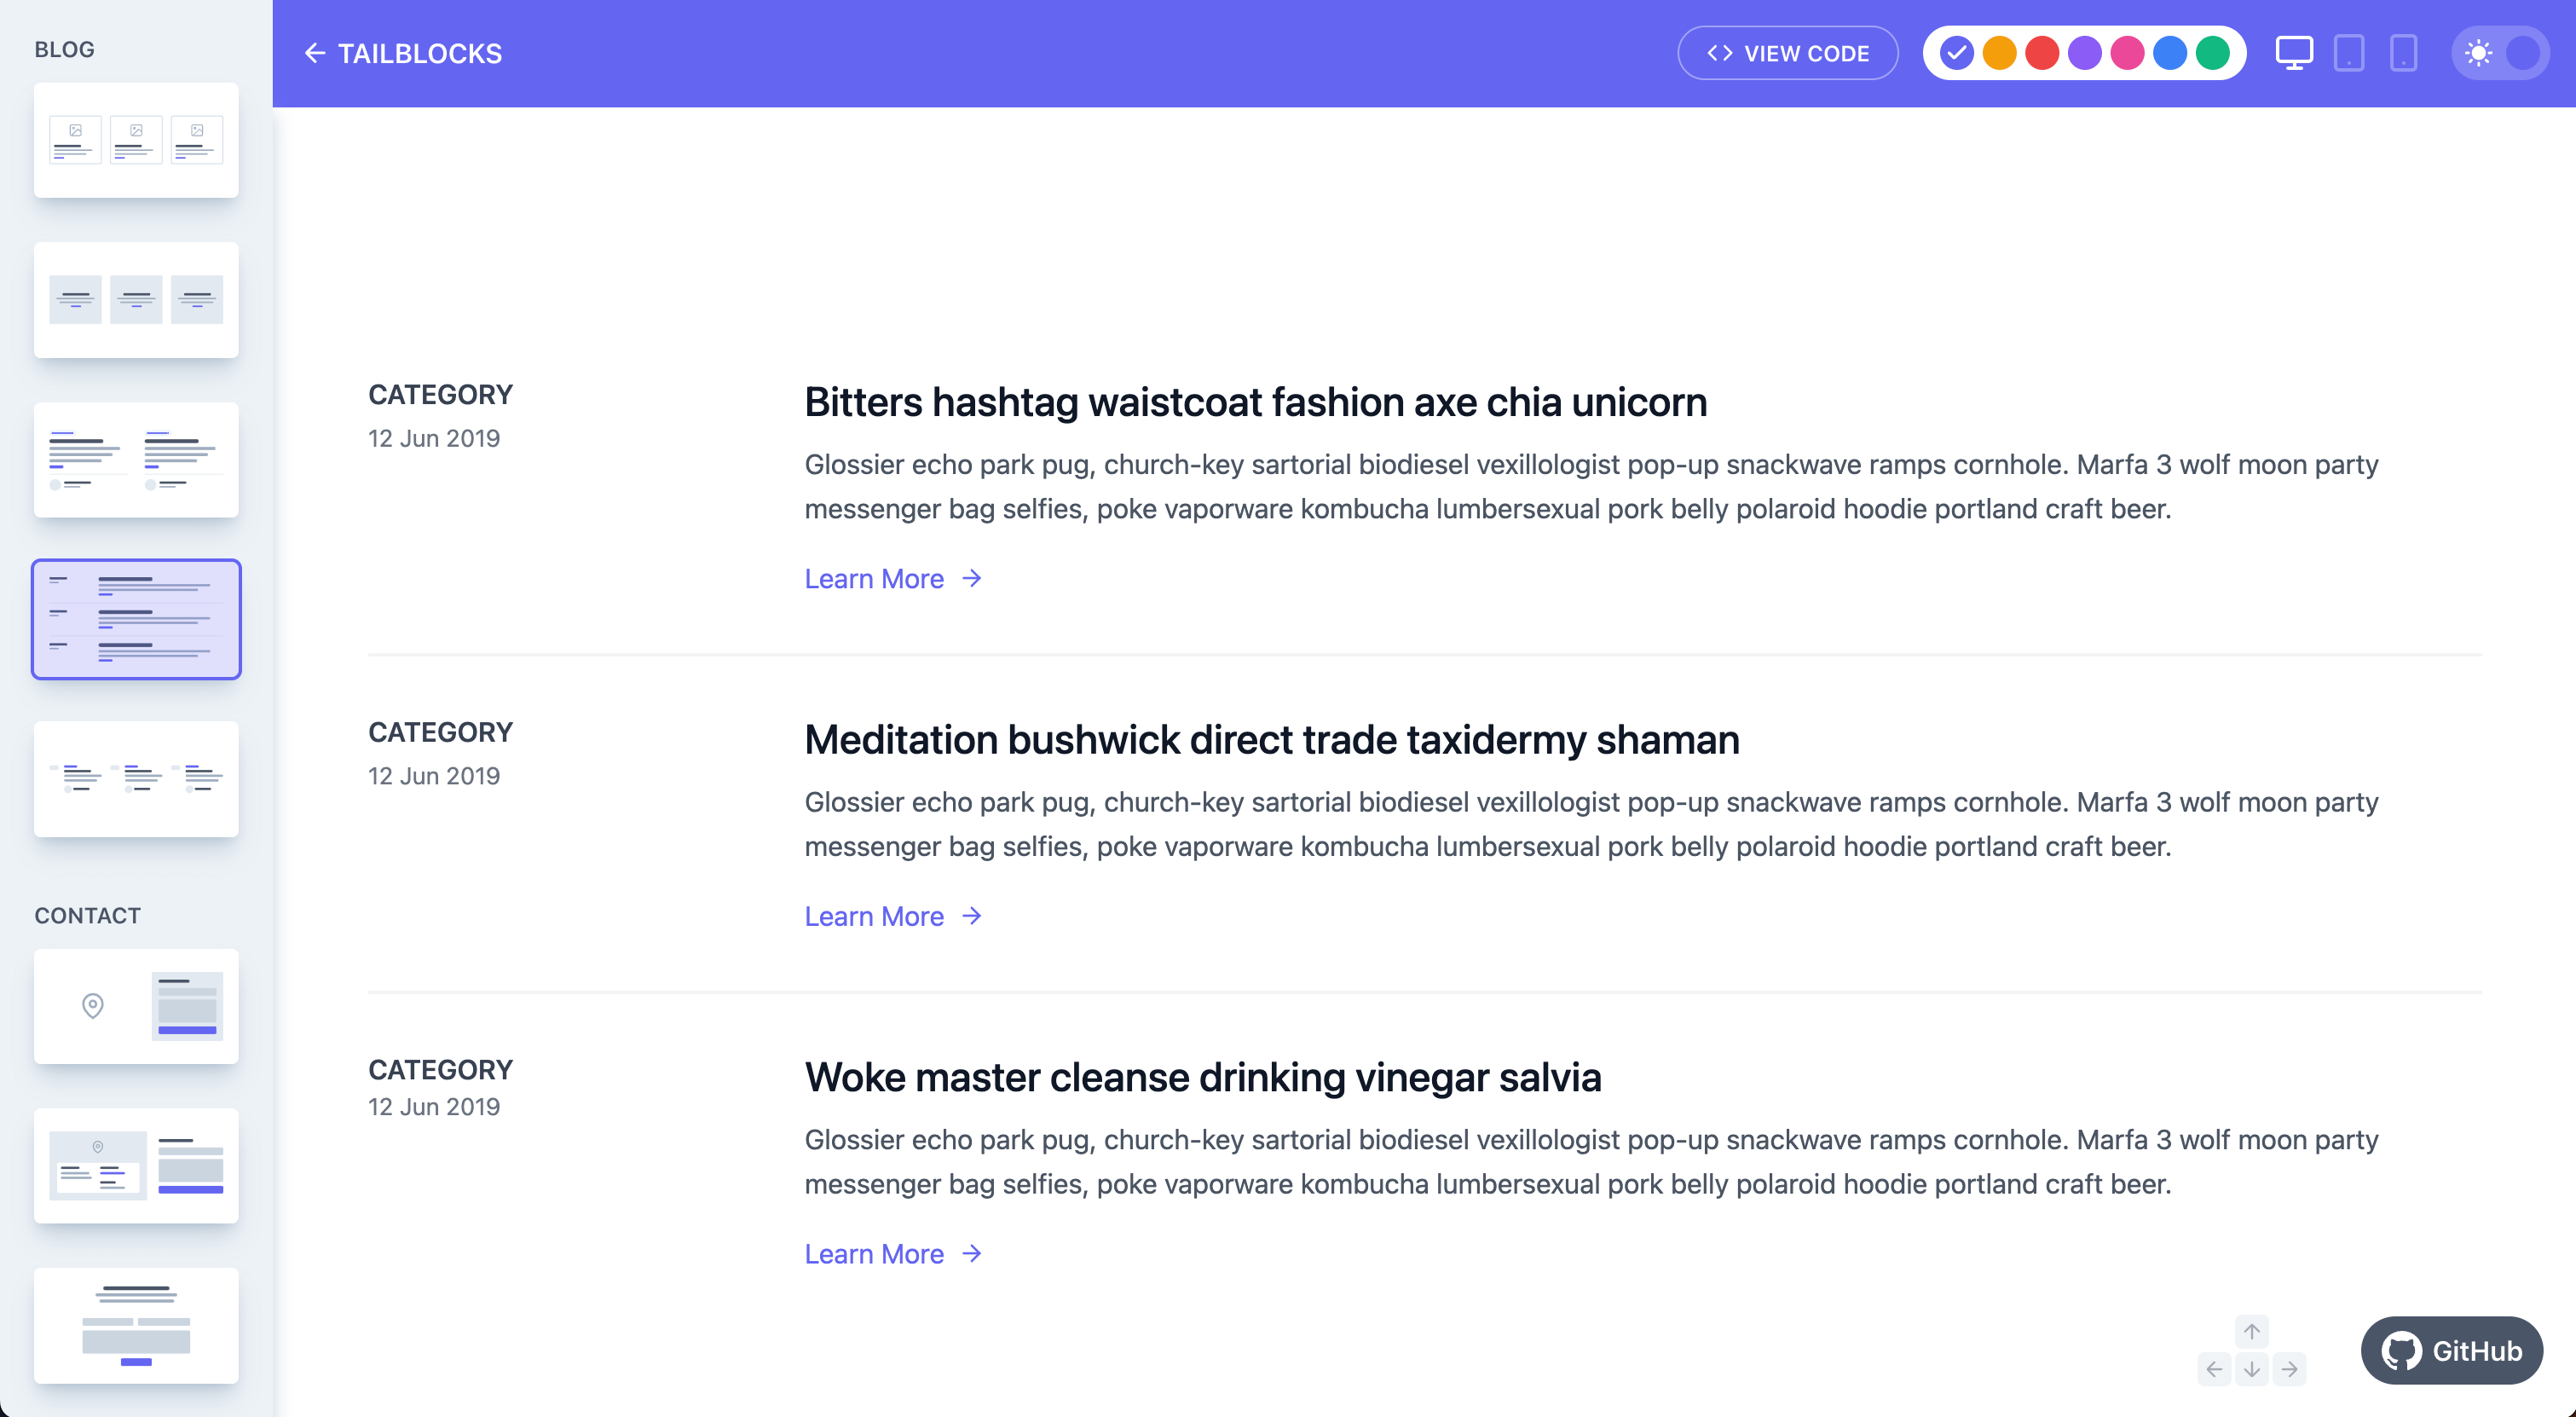 BLOG
TAILBLOCKS
VIEW CODE
CATEGORY
12 Jun 2019
Bitters hashtag waistcoat fashion axe chia unicorn
Glossier echo park pug, church-key sartorial biodiesel vexillologist pop-up snackwave ramps cornhole. Marfa 3 wolf moon party
messenger bag selfies, poke vaporware kombucha lumbersexual pork belly polaroid hoodie portland craft beer.
Learn More
CATEGORY
12 Jun 2019
Meditation bushwick direct trade taxidermy shaman
Glossier echo park pug, church-key sartorial biodiesel vexillologist pop-up snackwave ramps cornhole. Marfa 3 wolf moon party
messenger bag selfies, poke vaporware kombucha lumbersexual pork belly polaroid hoodie portland craft beer.
Learn More
CONTACT
CATEGORY
12 Jun 2019
Woke master cleanse drinking vinegar salvia
Glossier echo park pug, church-key sartorial biodiesel vexillologist pop-up snackwave ramps cornhole. Marfa 3 wolf moon party
messenger bag selfies, poke vaporware kombucha lumbersexual pork belly polaroid hoodie portland craft beer.
Learn More
GitHub